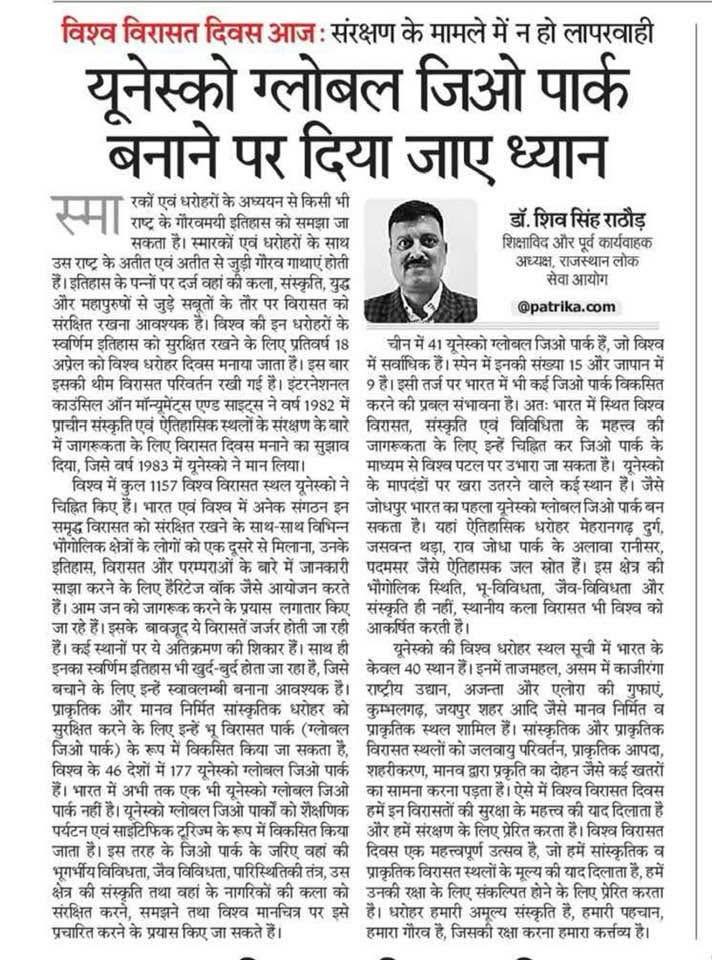 विश्व विरासत दिवस आज : संरक्षण के मामले में न हो लापरवाही
यूनेस्को ग्लोबल जिओ पार्क
बनाने पर दिया जाए ध्यान
स्मारकों एवं धरोहरों के अध्ययन से किसी भी
राष्ट्र के गौरवमयी इतिहास को समझा जा
सकता है। स्मारकों एवं धरोहरों के साथ
उस राष्ट्र के अतीत एवं अतीत से जुड़ी गौरव गाथाएं होती
हैं। इतिहास के पन्नों पर दर्ज वहां की कला, संस्कृति, युद्ध
और महापुरुषों से जुड़े सबूतों के तौर पर विरासत को
संरक्षित रखना आवश्यक है। विश्व की इन धरोहरों के
स्वर्णिम इतिहास को सुरक्षित रखने के लिए प्रतिवर्ष 18
अप्रेल को विश्व धरोहर दिवस मनाया जाता है। इस बार
इसकी थीम विरासत परिवर्तन रखी गई है। इंटरनेशनल
काउंसिल ऑन मॉन्यूमेंट्स एण्ड साइट्स ने वर्ष 1982 में
प्राचीन संस्कृति एवं ऐतिहासिक स्थलों के संरक्षण के बारे
में जागरूकता के लिए विरासत दिवस मनाने का सुझाव
दिया, जिसे वर्ष 1983 में यूनेस्को ने मान लिया।
विश्व में कुल 1157 विश्व विरासत स्थल यूनेस्को ने
चिह्नित किए हैं। भारत एवं विश्व में अनेक संगठन इन
समृद्ध विरासत को संरक्षित रखने के साथ-साथ विभिन्न
भौगोलिक क्षेत्रों के लोगों को एक दूसरे से मिलाना, उनके
इतिहास, विरासत और परम्पराओं के बारे में जानकारी
साझा करने के लिए हैरिटेज वॉक जैसे आयोजन करते
हैं। आम जन को जागरूक करने के प्रयास लगातार किए
जा रहे हैं। इसके बावजूद ये विरासतें जर्जर होती जा रही
हैं। कई स्थानों पर ये अतिक्रमण की शिकार हैं। साथ ही
इनका स्वर्णिम इतिहास भी खुर्द-बुर्द होता जा रहा है, जिसे
बचाने के लिए इन्हें स्वावलम्बी बनाना आवश्यक है।
प्राकृतिक और मानव निर्मित सांस्कृतिक धरोहर को
सुरक्षित करने के लिए इन्हें भू विरासत पार्क (ग्लोबल
जिओ पार्क) के रूप में विकसित किया जा सकता है,
विश्व के 46 देशों में 177 यूनेस्को ग्लोबल जिओ पार्क
हैं। भारत में अभी तक एक भी यूनेस्को ग्लोबल जिओ
पार्क नहीं है। यूनेस्को ग्लोबल जिओ पार्कों को शैक्षणिक
पर्यटन एवं साइंटिफिक टूरिज्म के रूप में विकसित किया
जाता है। इस तरह के जिओ पार्क के जरिए वहां की
भूगर्भीय विविधता, जैव विविधता, पारिस्थितिकी तंत्र, उस
क्षेत्र की संस्कृति तथा वहां के नागरिकों की कला को
संरक्षित करने, समझने तथा विश्व मानचित्र पर इसे
प्रचारित करने के प्रयास किए जा सकते हैं।
डॉ. शिव सिंह राठौड़
शिक्षाविद और पूर्व कार्यवाहक
अध्यक्ष, राजस्थान लोक
सेवा आयोग
@patrika.com
चीन में 41 यूनेस्को ग्लोबल जिओ पार्क हैं, जो विश्व
में सर्वाधिक हैं। स्पेन में इनकी संख्या 15 और जापान में
9 है। इसी तर्ज पर भारत में भी कई जिओ पार्क विकसित
करने की प्रबल संभावना है। अतः भारत में स्थित विश्व
विरासत, संस्कृति एवं विविधिता के महत्त्व की
जागरूकता के लिए इन्हें चिह्नित कर जिओ पार्क के
माध्यम से विश्व पटल पर उभारा जा सकता है। यूनेस्को
के मापदंडों पर खरा उतरने वाले कई स्थान हैं। जैसे
जोधपुर भारत का पहला यूनेस्को ग्लोबल जिओ पार्क बन
सकता है। यहां ऐतिहासिक धरोहर मेहरानगढ़ दुर्ग,
जसवन्त थड़ा, राव जोधा पार्क के अलावा रानीसर,
पदमसर जैसे ऐतिहासक जल स्रोत हैं। इस क्षेत्र की
भौगोलिक स्थिति, भू-विविधता, जैव-विविधता और
संस्कृति ही नहीं, स्थानीय कला विरासत भी विश्व को
आकर्षित करती है।
यूनेस्को की विश्व धरोहर स्थल सूची में भारत के
केवल 40 स्थान हैं। इनमें ताजमहल, असम में काजीरंगा
राष्ट्रीय उद्यान, अजन्ता और एलोरा की गुफाएं,
कुम्भलगढ़, जयपुर शहर आदि जैसे मानव निर्मित व
प्राकृतिक स्थल शामिल हैं। सांस्कृतिक और प्राकृतिक
विरासत स्थलों को जलवायु परिवर्तन, प्राकृतिक आपदा,
शहरीकरण, मानव द्वारा प्रकृति का दोहन जैसे कई खतरों
का सामना करना पड़ता है। ऐसे में विश्व विरासत दिवस
हमें इन विरासतों की सुरक्षा के महत्त्व की याद दिलाता है
और हमें संरक्षण के लिए प्रेरित करता है। विश्व विरासत
दिवस एक महत्त्वपूर्ण उत्सव है, जो हमें सांस्कृतिक व
प्राकृतिक विरासत स्थलों के मूल्य की याद दिलाता है, हमें
उनकी रक्षा के लिए संकल्पित होने के लिए प्रेरित करता
है। धरोहर हमारी अमूल्य संस्कृति है, हमारी पहचान,
हमारा गौरव है, जिसकी रक्षा करना हमारा कर्त्तव्य है।